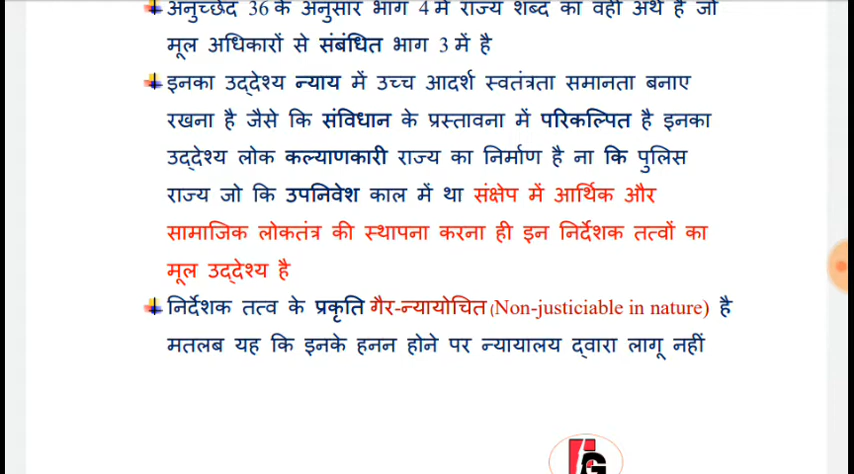 अनुच्छेद 36 के अनुसार भाग 4 में राज्य शब्द का वही अर्थ है जो
मूल अधिकारों से संबंधित भाग 3 में है
इनका उद्देश्य न्याय में उच्च आदर्श स्वतंत्रता समानता बनाए
रखना है जैसे कि संविधान के प्रस्तावना में परिकल्पित है इनका
उद्देश्य लोक कल्याणकारी राज्य का निर्माण है ना कि पुलिस
राज्य जो कि उपनिवेश काल में था संक्षेप में आर्थिक और
सामाजिक लोकतंत्र की स्थापना करना ही इन निर्देशक तत्वों का
मूल उद्देश्य है
निर्देशक तत्व के प्रकृति गैर-न्यायोचित (Non-justiciable in nature) है
मतलब यह कि इनके हनन होने पर न्यायालय द्वारा लागू नहीं